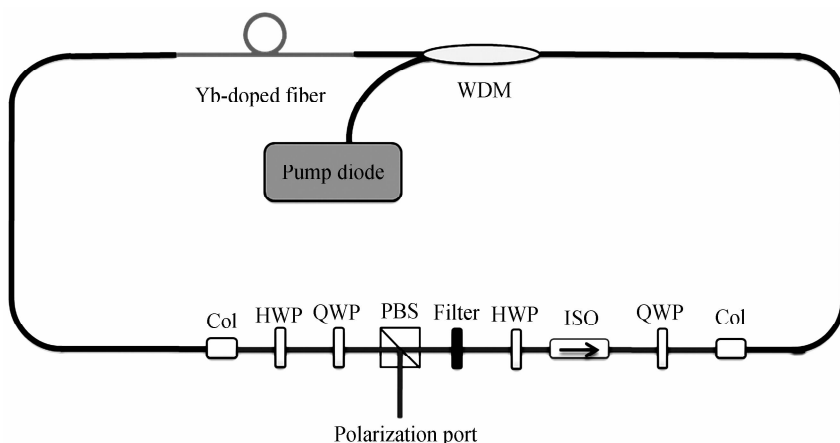 Yb-doped fiber
WDM
Pump diode
Col
HWP
QWP
PBS
Filter
HWP
ISO
QWP
Col
Polarization port